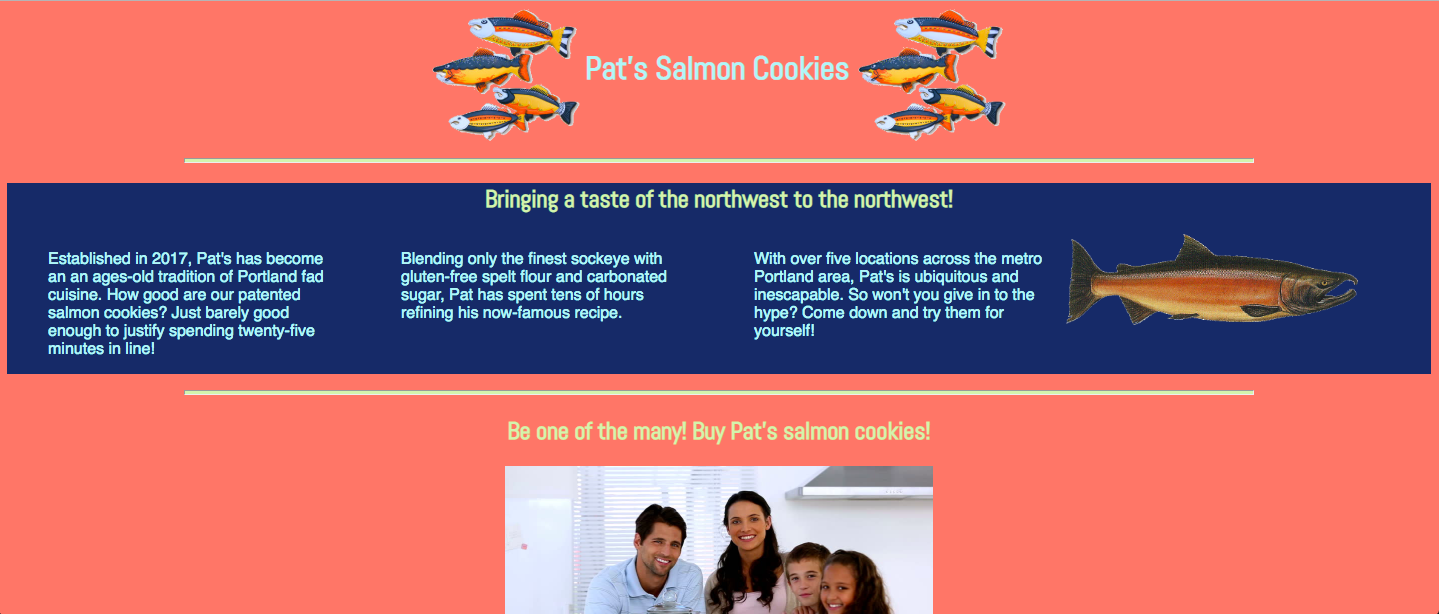 Pat's Salmon Cookies
Bringing a taste of the northwest to the northwest!
Established in 2017, Pat's has become
an an ages-old tradition of Portland fad
cuisine. How good are our patented
salmon cookies? Just barely good
enough to justify spending twenty-five
minutes in line!
Blending only the finest sockeye with
gluten-free spelt flour and carbonated
sugar, Pat has spent tens of hours
refining his now-famous recipe.
With over five locations across the metro
Portland area, Pat's is ubiquitous and
inescapable. So won't you give in to the
hype? Come down and try them for
yourself!
Be one of the many! Buy Pat's salmon cookies!